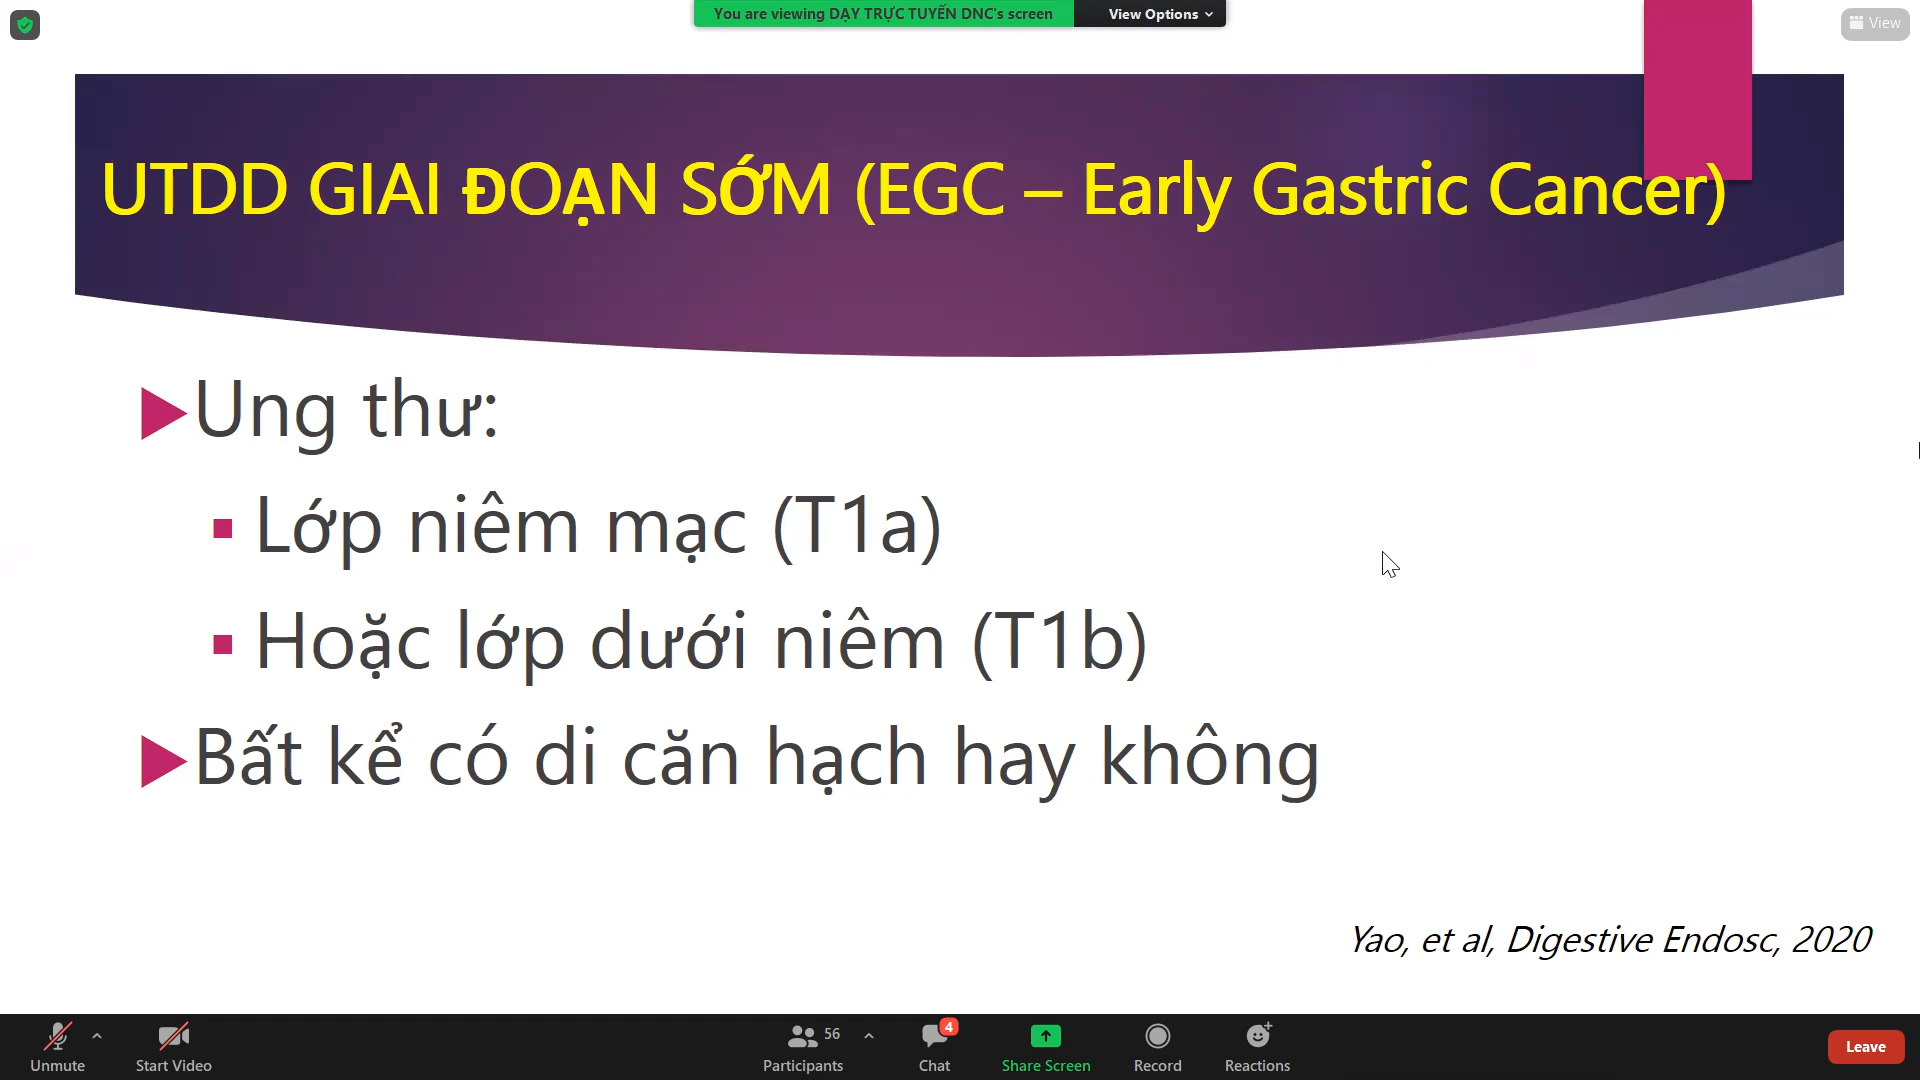 You are viewing DẠY TRỰC TUYẾN DNC's screen
View Options
View
UTDD GIAI ĐOẠN SỚM (EGC – Early Gastric Cancer)
Ung thư:
Lớp niêm mạc (T1a)
Hoặc lớp dưới niêm (T1b)
Bất kể có di căn hạch hay không
Yao, et al, Digestive Endosc, 2020
Unmute
Start Video
56
Participants
4
Chat
Share Screen
Record
Reactions
Leave